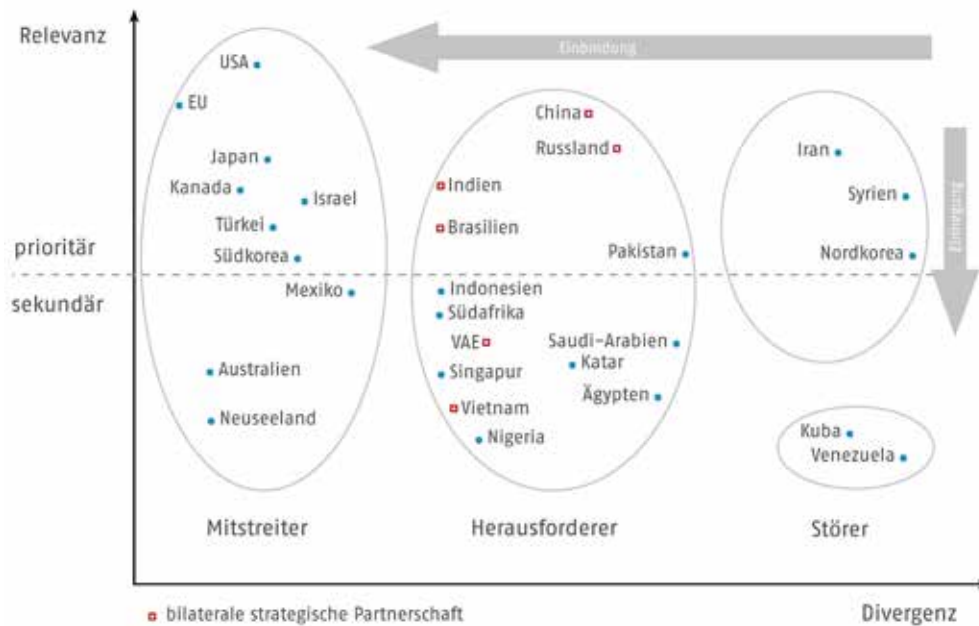 Relevanz
Einbindung
USA
EU
China
Russland
Iran
Japan
Kanada
Indien
Israel
Syrien
Türkei
Brasilien
Südkorea
Pakistan
Nordkorea
prioritär
sekundär
Mexiko
Indonesien
Südafrika
VAE
Saudi-Arabien
Katar
Australien
Singapur
Ägypten
Neuseeland
Vietnam
Nigeria
Kuba
Venezuela
Mitstreiter
Herausforderer
Störer
bilaterale strategische Partnerschaft
Divergenz